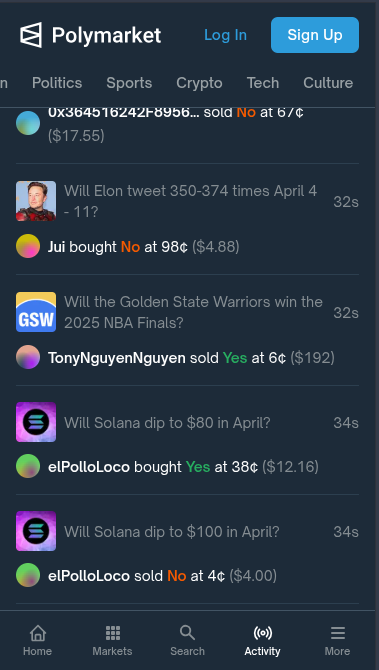 Polymarket
Log In
Sign Up
n
Politics
Sports
Crypto
Tech
Culture
0x364516242F8956... sold No at 67¢
($17.55)
Will Elon tweet 350-374 times April 4
- 11?
32s
Jui bought No at 98¢ ($4.88)
GSW
Will the Golden State Warriors win the
2025 NBA Finals?
32s
TonyNguyenNguyen sold Yes at 6¢ ($192)
Will Solana dip to $80 in April?
34s
elPolloLoco bought Yes at 38¢ ($12.16)
Will Solana dip to $100 in April?
34s
elPolloLoco sold No at 4¢ ($4.00)
Home
Markets
Search
Activity
More